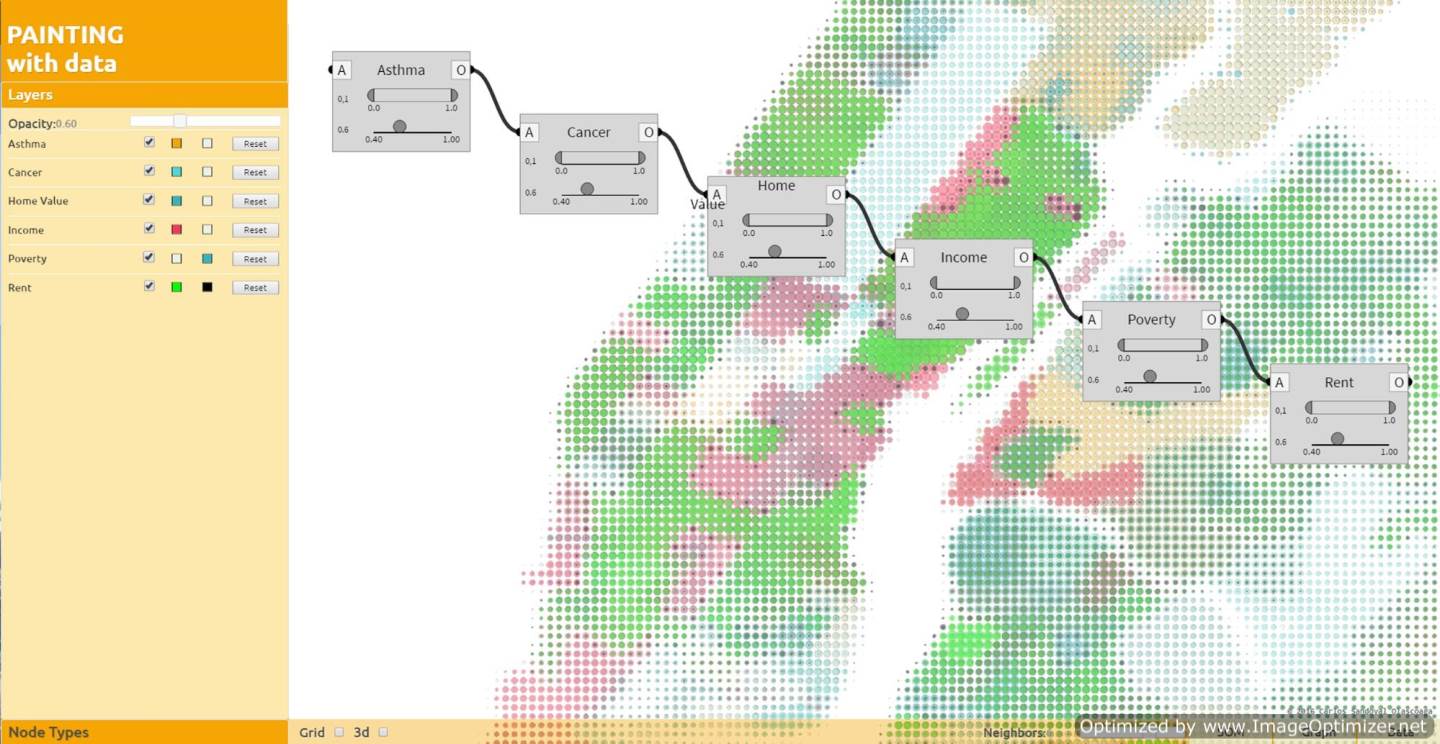 PAINTING
with data
Layers
Opacity:0.60
Asthma Reset
Cancer Reset
Home Value Reset
Income Reset
Poverty Reset
Rent Reset
Node Types
A Asthma O
0,1
0.0 1.0
0.6
0.40 1.00
A Cancer O
0,1
0.0 1.0
0.6
0.40 1.00
A Home O
Value
0,1
0.0 1.0
0.6
0.40 1.00
A Income O
0,1
0.0 1.0
0.6
0.40 1.00
A Poverty O
0,1
0.0 1.0
0.6
0.40 1.00
A Rent O
0,1
0.0 1.0
0.6
0.40 1.00
Grid 3d Neighbors:
Optimized by www.ImageOptimizer.net